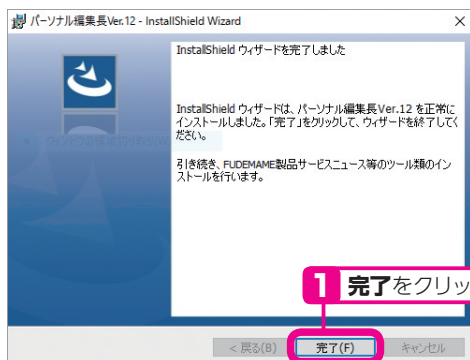 パーソナル編集長Ver.12 - InstallShield Wizard
InstallShield ウィザードを完了しました
InstallShield ウィザードは、パーソナル編集長Ver.12 を正常に
インストールしました。「完了」をクリックして、ウィザードを終了してく
ださい。
引き続き、FUDEMAME製品サービスニュース等のツール類のイン
ストールを行います。
1 完了をクリッ
< 戻る(B)
完了(F)
キャンセル